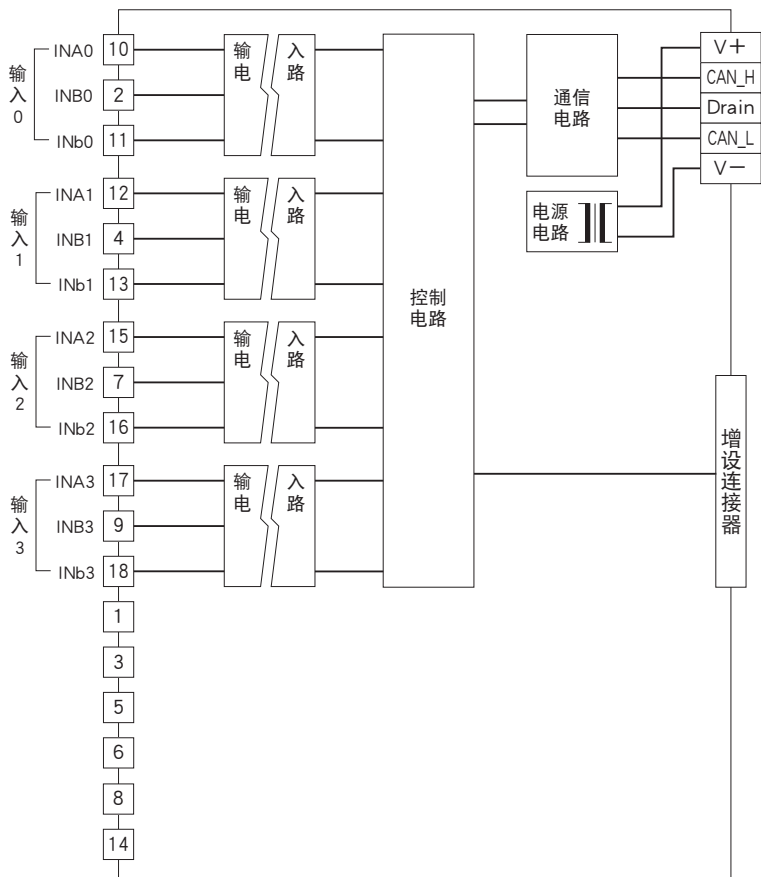 输入0
INA0 10
INB0 2
INb0 11
输入1
INA1 12
INB1 4
INb1 13
输入2
INA2 15
INB2 7
INb2 16
输入3
INA3 17
INB3 9
INb3 18
1
3
5
6
8
14
输 入
电 路
输 入
电 路
输 入
电 路
输 入
电 路
控制
电路
通信
电路
电源
电路
V+
CAN_H
Drain
CAN_L
V−
增设连接器